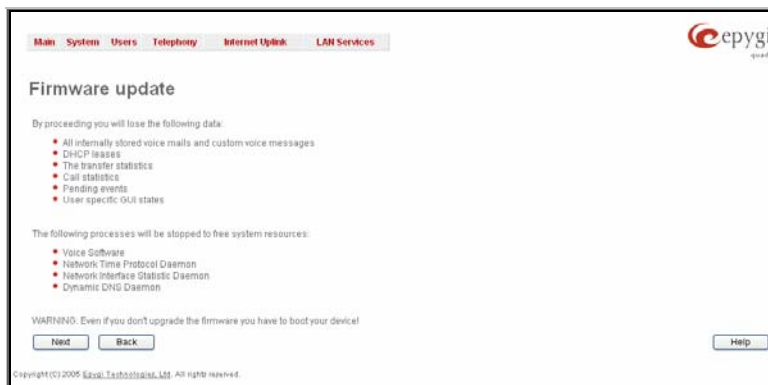 Main System Users Telephony Internet Uplink LAN Services
epygi
quad
Firmware update
By proceeding you will lose the following data:
All internally stored voice mails and custom voice messages
DHCP leases
The transfer statistics
Call statistics
Pending events
User specific GUI states
The following processes will be stopped to free system resources:
Voice Software
Network Time Protocol Daemon
Network Interface Statistic Daemon
Dynamic DNS Daemon
WARNING: Even if you don't upgrade the firmware you have to boot your device!
Next Back Help
Copyright (C) 2005 Epygi Technologies, Ltd. All rights reserved.